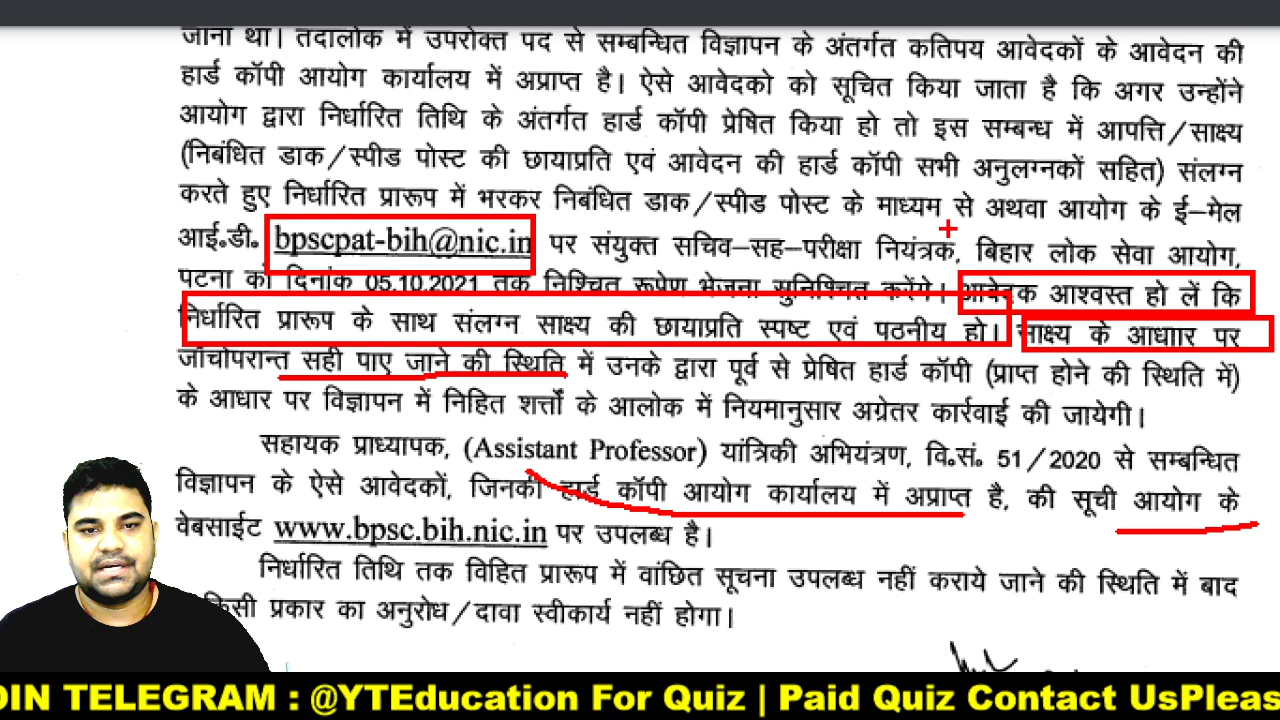 जाना था। तदालोक में उपरोक्त पद से सम्बन्धित विज्ञापन के अंतर्गत कतिपय आवेदकों के आवेदन की
हार्ड कॉपी आयोग कार्यालय में अप्राप्त है। ऐसे आवेदको को सूचित किया जाता है कि अगर उन्होंने
आयोग द्वारा निर्धारित तिथि के अंतर्गत हार्ड कॉपी प्रेषित किया हो तो इस सम्बन्ध में आपत्ति/साक्ष्य
(निबंधित डाक/स्पीड पोस्ट की छायाप्रति एवं आवेदन की हार्ड कॉपी सभी अनुलग्नकों सहित) संलग्न
करते हुए निर्धारित प्रारूप में भरकर निबंधित डाक/स्पीड पोस्ट के माध्यम से अथवा आयोग के ई-मेल
आई.डी. bpscpat-bih@nic.in पर संयुक्त सचिव-सह-परीक्षा नियंत्रक, बिहार लोक सेवा आयोग,
पटना को दिनांक 05.10.2021 तक निश्चित रूपेण भेजना सुनिश्चित करेंगे। आवेदक आश्वस्त हो लें कि
निर्धारित प्रारूप के साथ संलग्न साक्ष्य की छायाप्रति स्पष्ट एवं पठनीय हो। साक्ष्य के आधाार पर
जाँचोपरान्त सही पाए जाने की स्थिति में उनके द्वारा पूर्व से प्रेषित हार्ड कॉपी (प्राप्त होने की स्थिति में)
के आधार पर विज्ञापन में निहित शर्त्तों के आलोक में नियमानुसार अग्रेतर कार्रवाई की जायेगी।
सहायक प्राध्यापक, (Assistant Professor) यांत्रिकी अभियंत्रण, वि.सं. 51/2020 से सम्बन्धित
विज्ञापन के ऐसे आवेदकों, जिनकी हार्ड कॉपी आयोग कार्यालय में अप्राप्त है, की सूची आयोग के
वेबसाईट www.bpsc.bih.nic.in पर उपलब्ध है।
निर्धारित तिथि तक विहित प्रारूप में वांछित सूचना उपलब्ध नहीं कराये जाने की स्थिति में बाद
किसी प्रकार का अनुरोध/दावा स्वीकार्य नहीं होगा।
OIN TELEGRAM : @YTEducation For Quiz | Paid Quiz Contact UsPleas